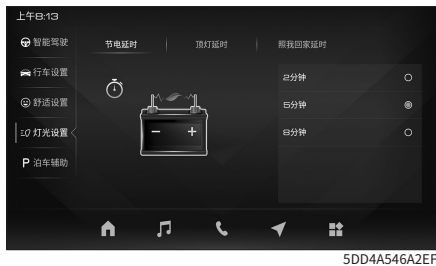 上午8:13
智能驾驶
节电延时 顶灯延时 照我回家延时
行车设置
2分钟
舒适设置
5分钟
灯光设置
8分钟
P 泊车辅助
5DD4A546A2EF